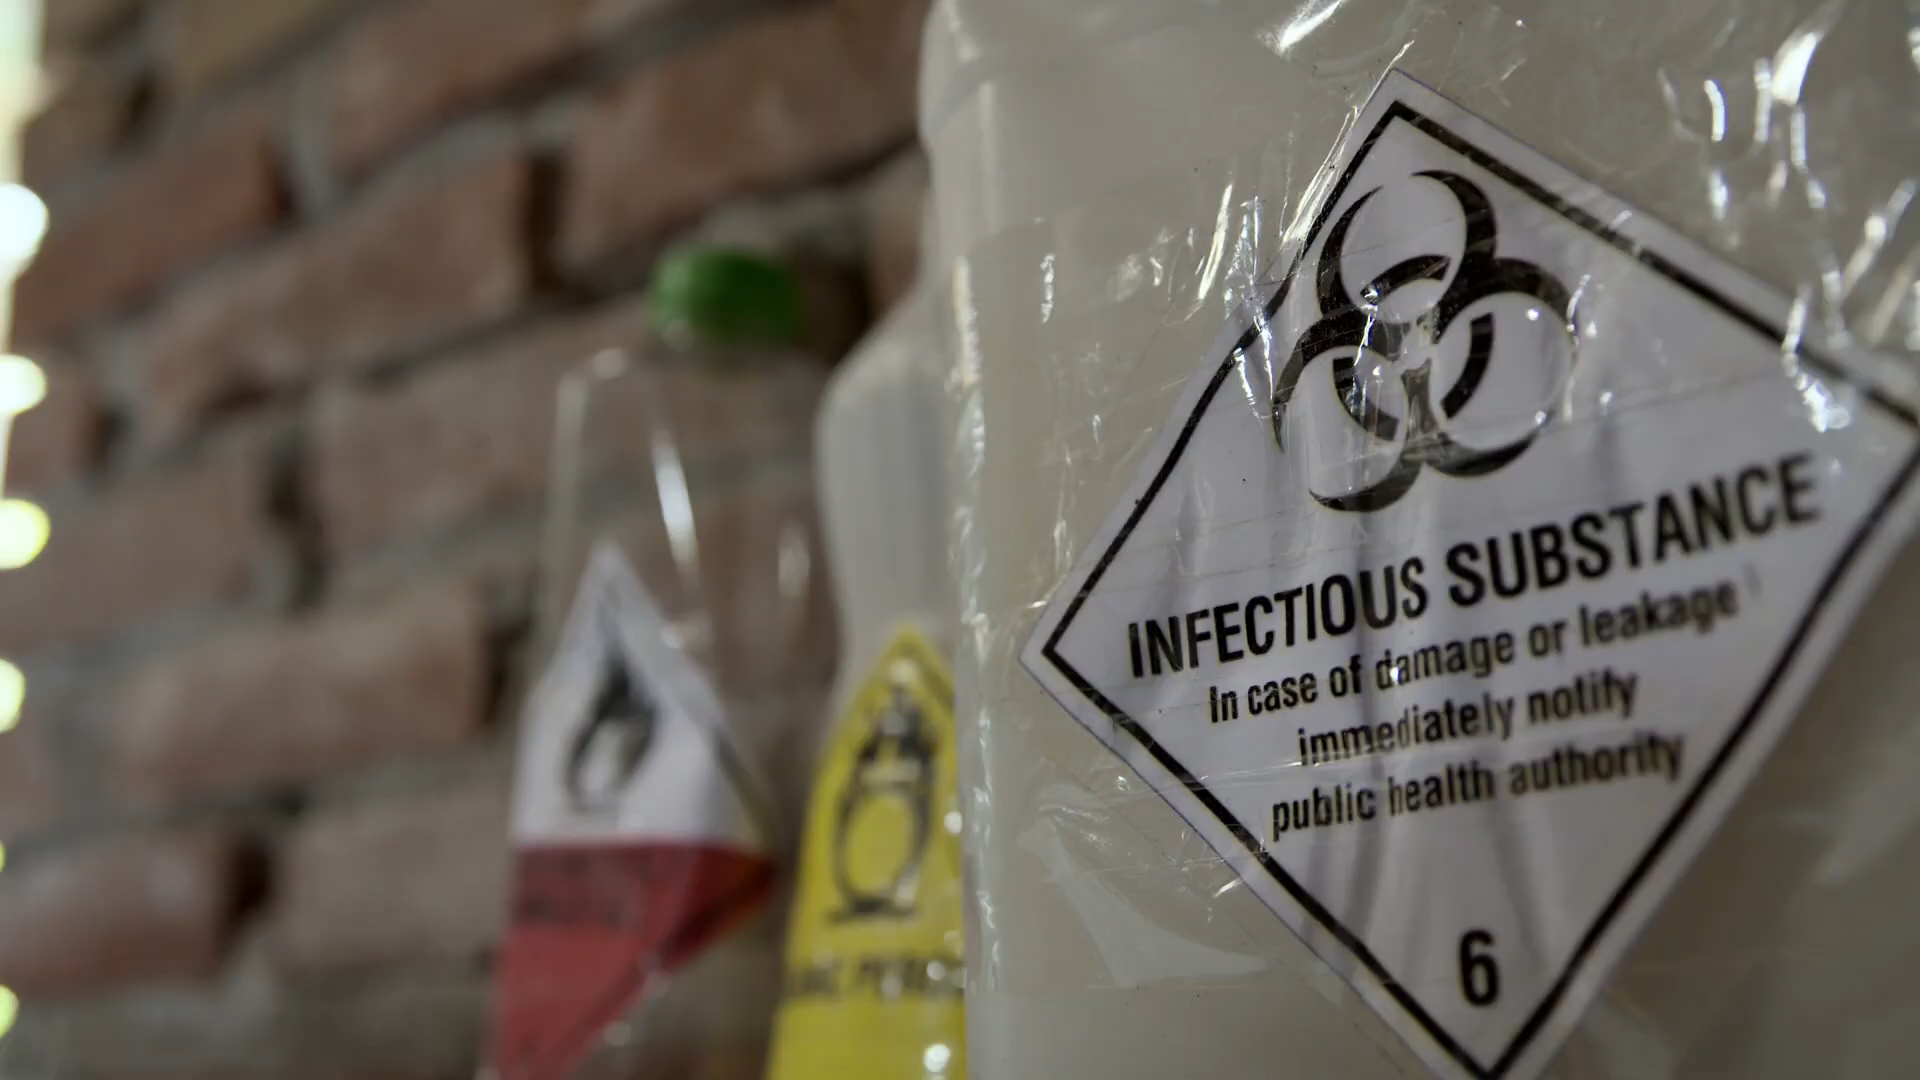 INFECTIOUS SUBSTANCE
In case of damage or leakage
immediately notify
public health authority
6